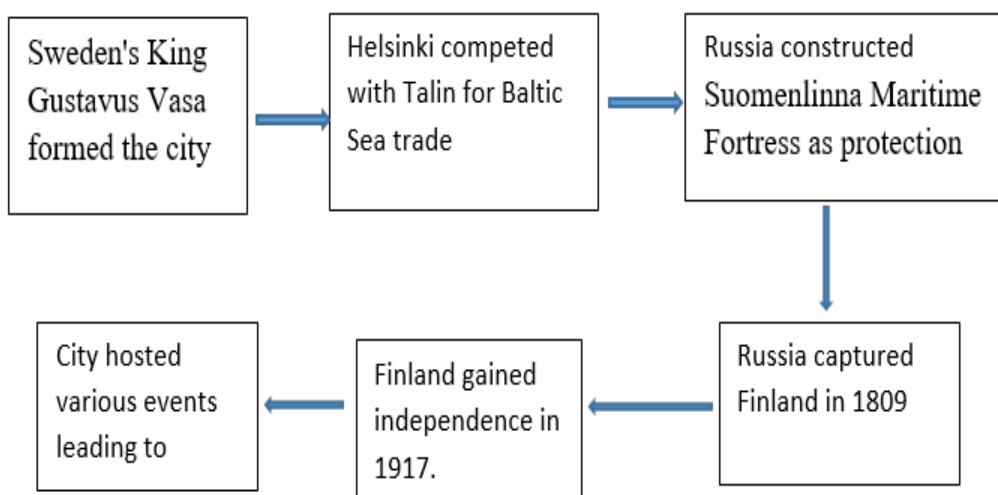 Sweden's King
Gustavus Vasa
formed the city
Helsinki competed
with Talin for Baltic
Sea trade
Russia constructed
Suomenlinna Maritime
Fortress as protection
Russia captured
Finland in 1809
Finland gained
independence in
1917.
City hosted
various events
leading to